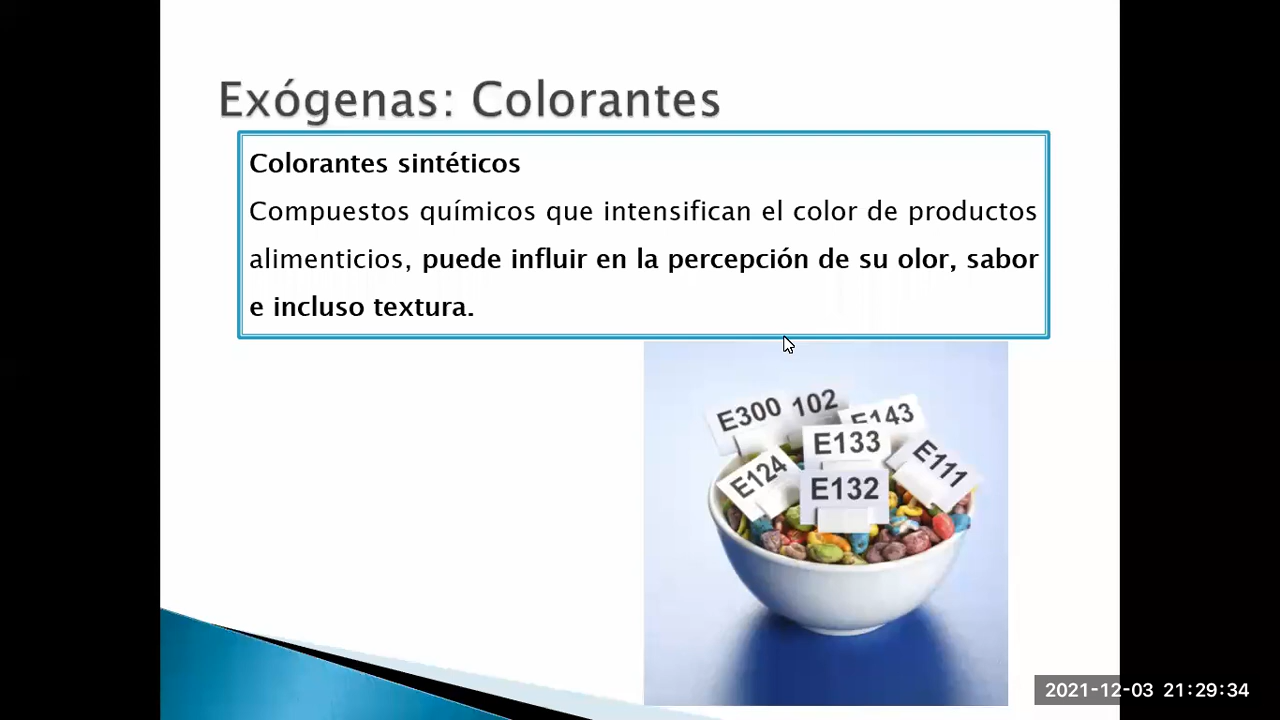 Exógenas: Colorantes
Colorantes sintéticos
Compuestos químicos que intensifican el color de productos
alimenticios, puede influir en la percepción de su olor, sabor
e incluso textura.
E300
102
E143
E133
E124
E111
E132
2021-12-03 21:29:34